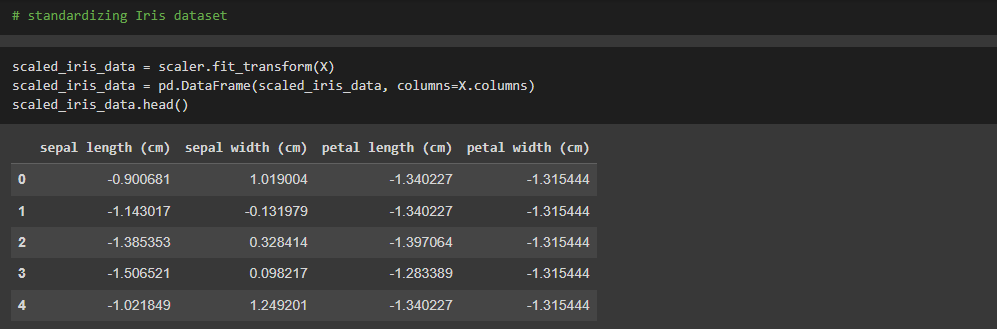 # standardizing Iris dataset
scaled_iris_data = scaler.fit_transform(X)
scaled_iris_data = pd.DataFrame(scaled_iris_data, columns=X.columns)
scaled_iris_data.head()
sepal length (cm) sepal width (cm) petal length (cm) petal width (cm)
0 -0.900681 1.019004 -1.340227 -1.315444
1 -1.143017 -0.131979 -1.340227 -1.315444
2 -1.385353 0.328414 -1.397064 -1.315444
3 -1.506521 0.098217 -1.283389 -1.315444
4 -1.021849 1.249201 -1.340227 -1.315444